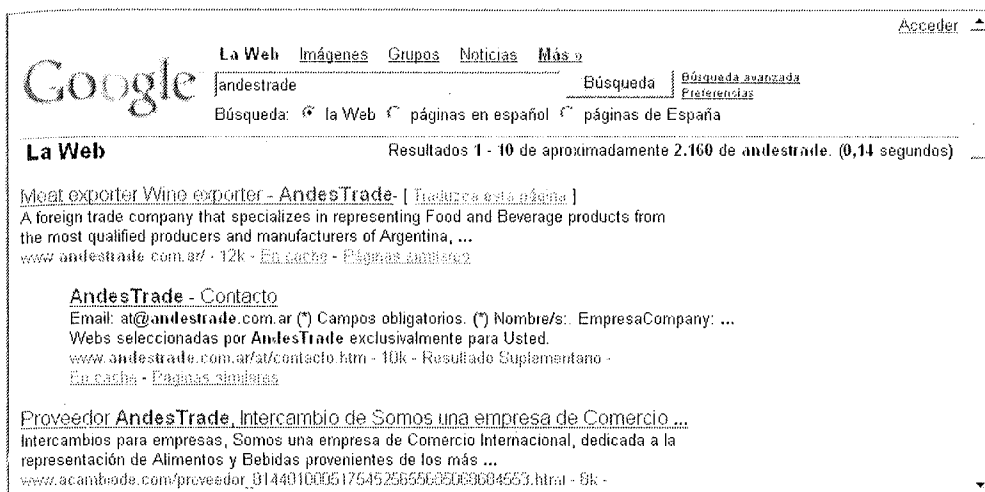 Acceder
La Web Imágenes Grupos Noticias Más »
Google
andestrade
Búsqueda
Búsqueda avanzada
Preferencias
Búsqueda: la Web páginas en español páginas de España
La Web Resultados 1 - 10 de aproximadamente 2.160 de andestrade. (0,14 segundos)
Meat exporter Wine exporter - AndesTrade- [ Traduzca esta página ]
A foreign trade company that specializes in representing Food and Beverage products from
the most qualified producers and manufacturers of Argentina, ...
www.andestrade.com.ar/ - 12k - En caché - Páginas similares
AndesTrade - Contacto
Email: at@andestrade.com.ar (*) Campos obligatorios. (*) Nombre/s:. EmpresaCompany: ...
Webs seleccionadas por AndesTrade exclusivamente para Usted.
www.andestrade.com.ar/at/contacto.htm - 10k - Resultado Suplementario -
En caché - Páginas similares
Proveedor AndesTrade, Intercambio de Somos una empresa de Comercio ...
Intercambios para empresas, Somos una empresa de Comercio Internacional, dedicada a la
representación de Alimentos y Bebidas provenientes de los más ...